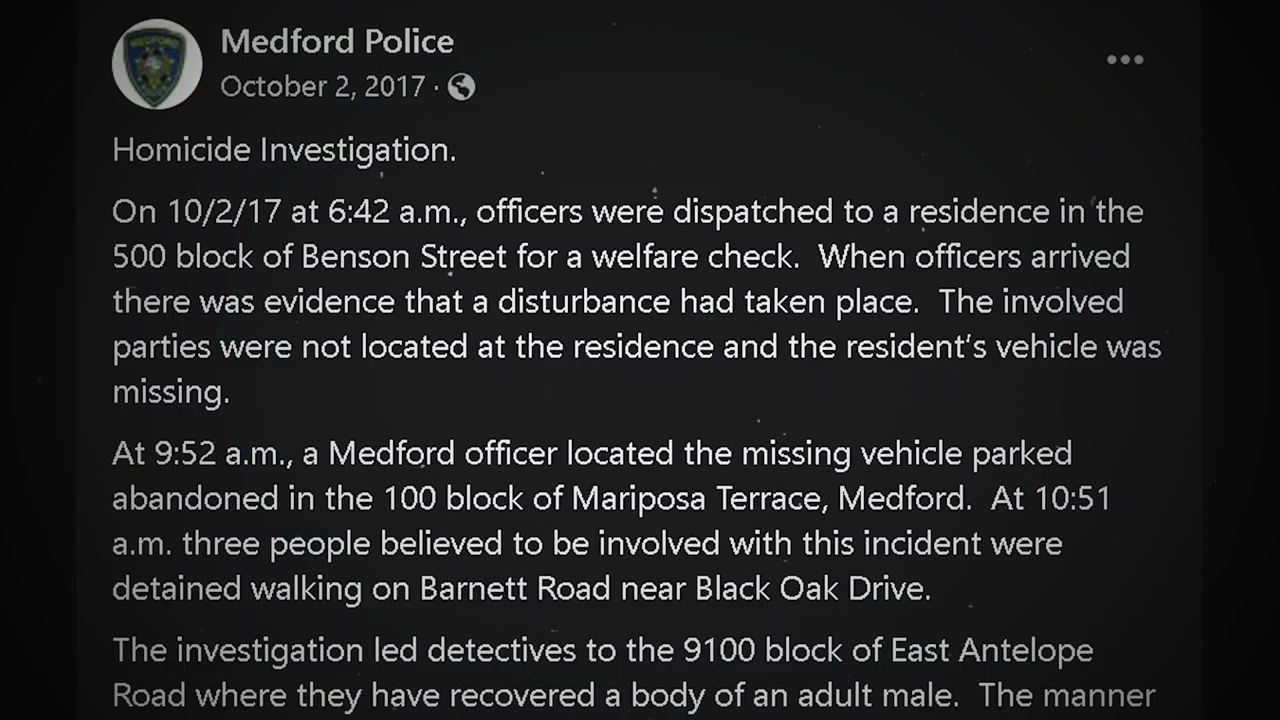 Medford Police
October 2, 2017 ·
Homicide Investigation.
On 10/2/17 at 6:42 a.m., officers were dispatched to a residence in the
500 block of Benson Street for a welfare check.  When officers arrived
there was evidence that a disturbance had taken place.  The involved
parties were not located at the residence and the resident's vehicle was
missing.
At 9:52 a.m., a Medford officer located the missing vehicle parked
abandoned in the 100 block of Mariposa Terrace, Medford.  At 10:51
a.m. three people believed to be involved with this incident were
detained walking on Barnett Road near Black Oak Drive.
The investigation led detectives to the 9100 block of East Antelope
Road where they have recovered a body of an adult male.  The manner